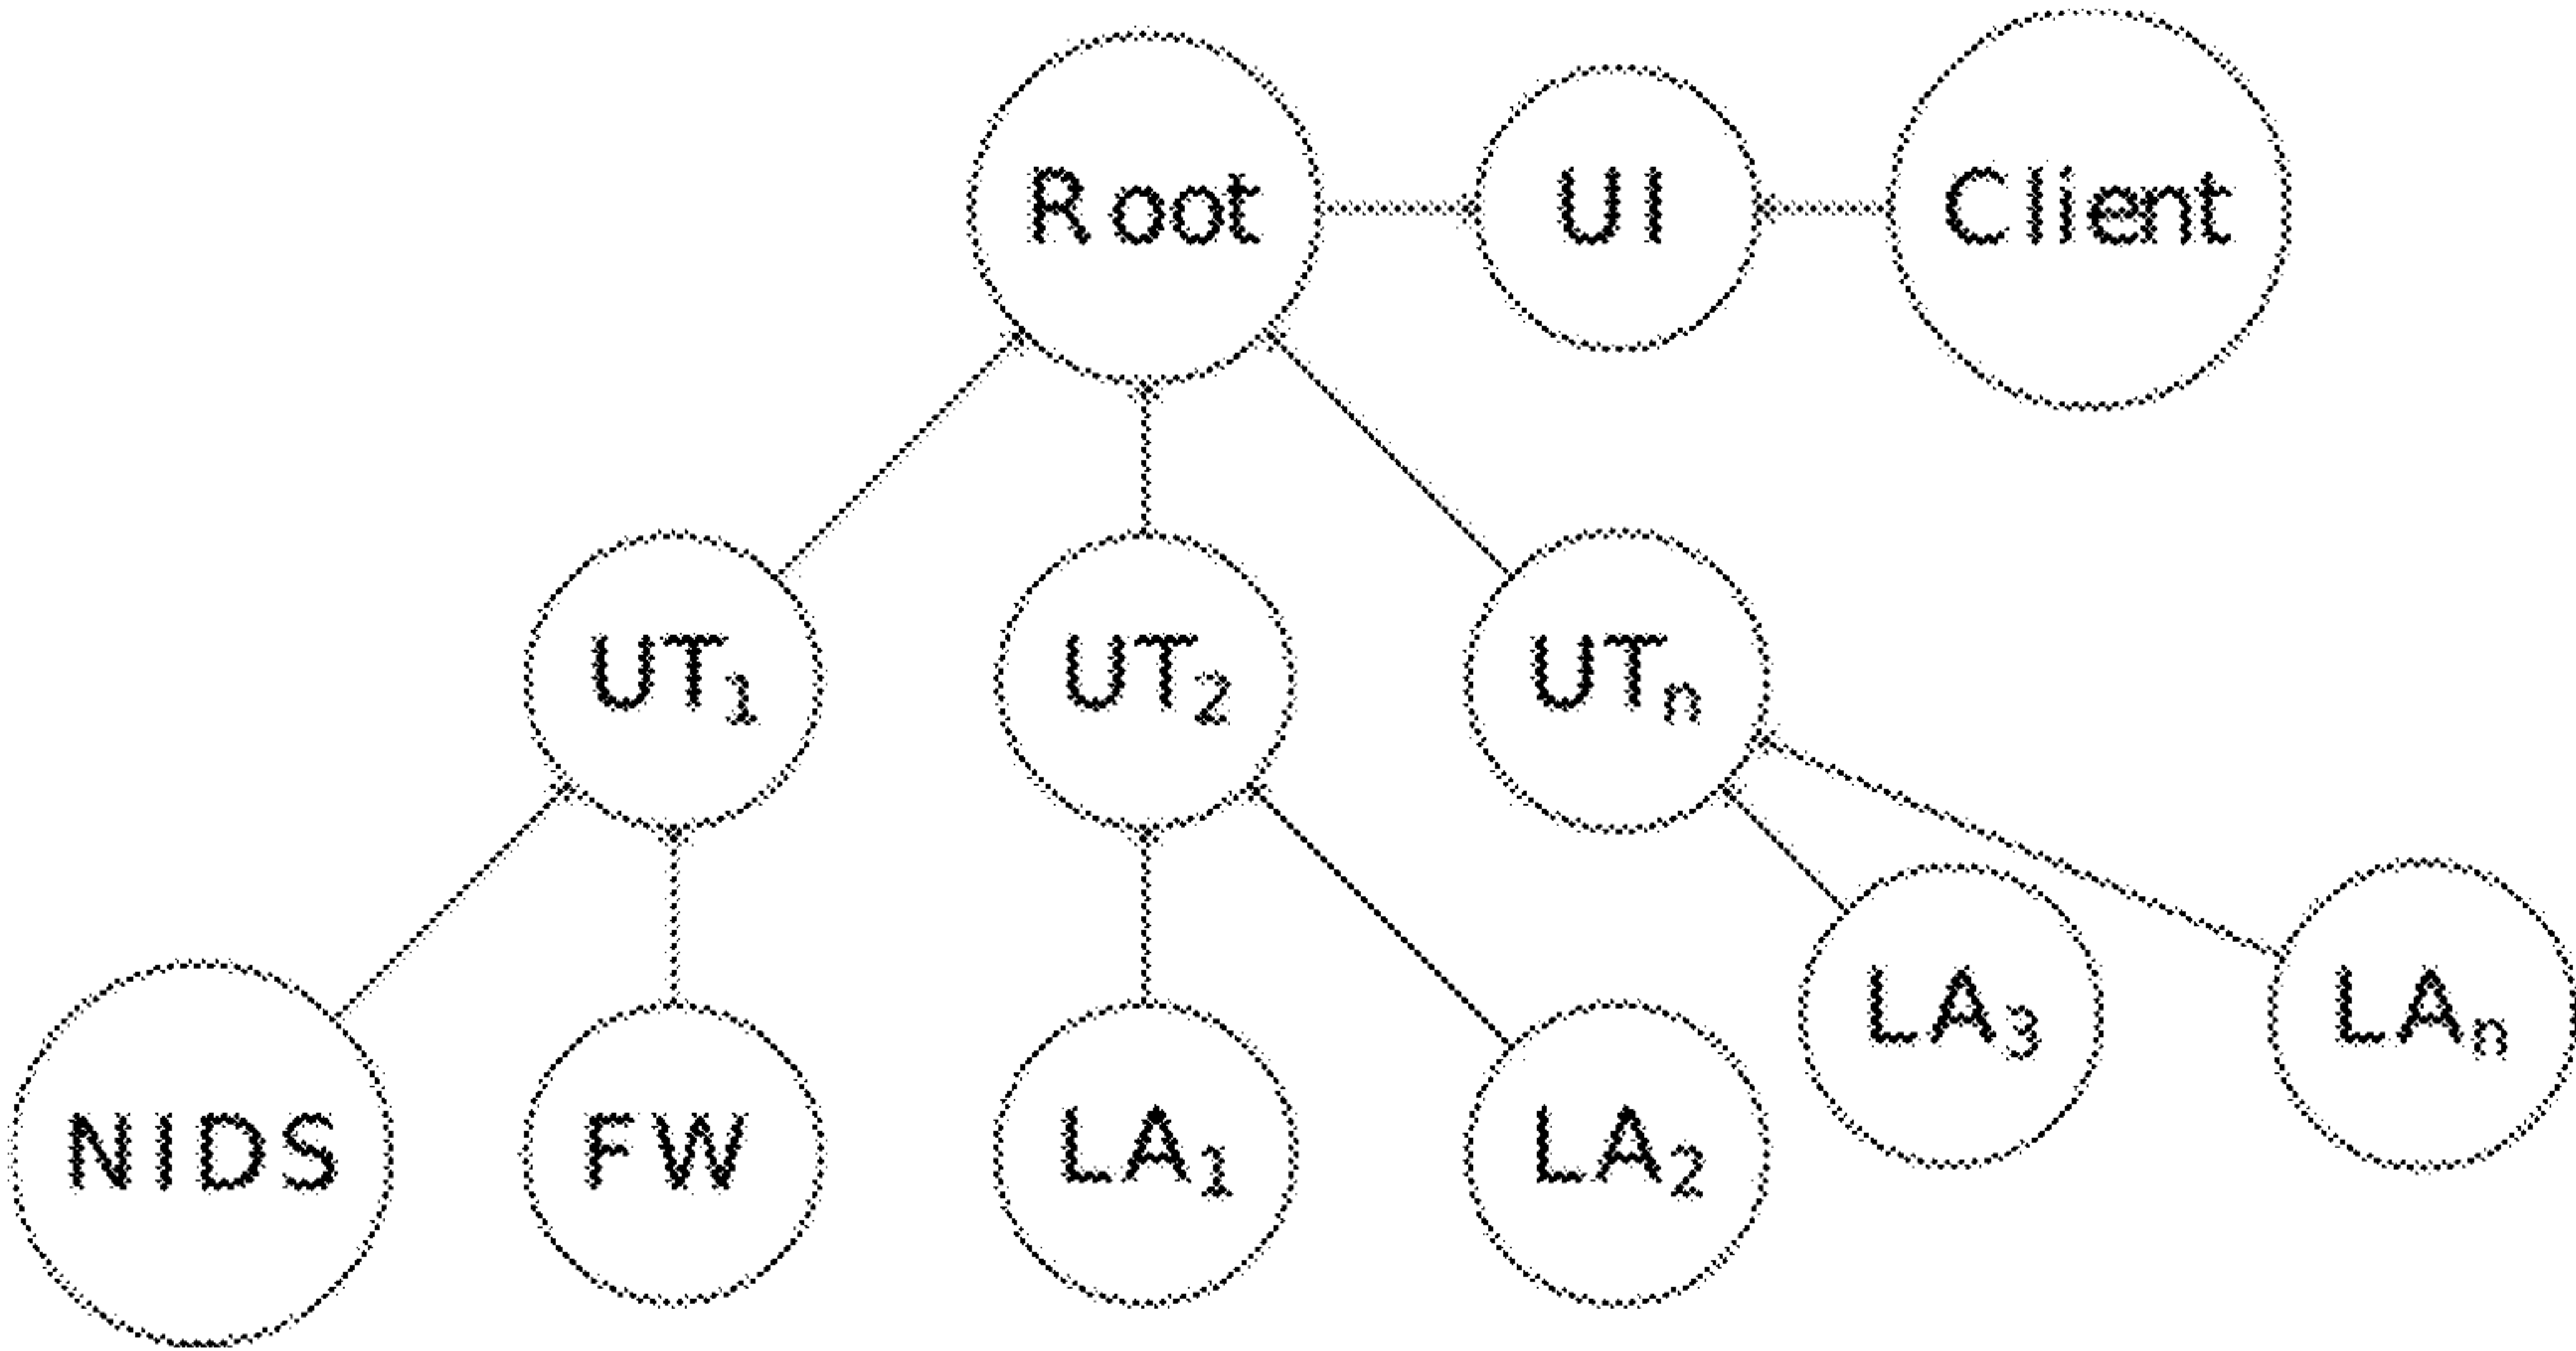 Root UI Client
UT₁ UT₂ UTₙ
LA₃ LAₙ
NIDS FW LA₁ LA₂